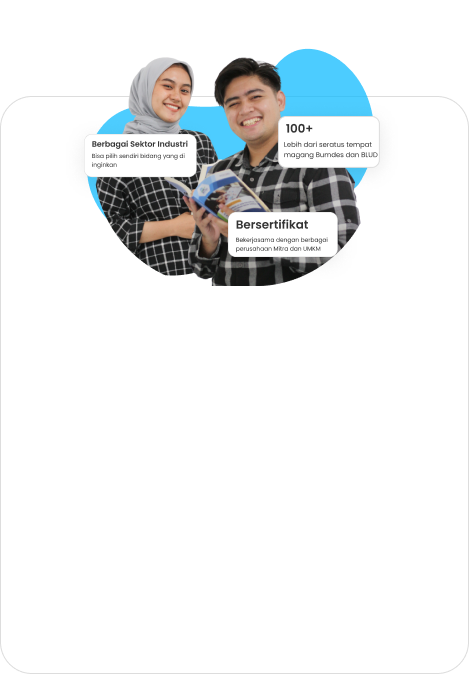 100+
Lebih dari seratus tempat
magang Bumdes dan BLUD
Berbagai Sektor Industri
Bisa pilih sendiri bidang yang di
inginkan
Bersertifikat
Bekerjasama dengan berbagai
perusahaan Mitra dan UMKM